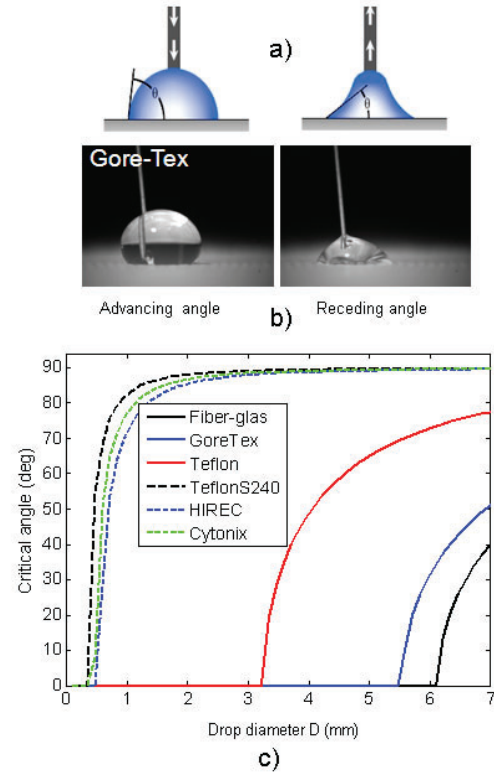 a)
θ
θ
Gore-Tex
Advancing angle
Receding angle
b)
90
80
70
60
50
40
30
20
10
0
Critical angle (deg)
Fiber-glas
GoreTex
Teflon
TeflonS240
HIREC
Cytonix
0 1 2 3 4 5 6 7
Drop diameter D (mm)
c)